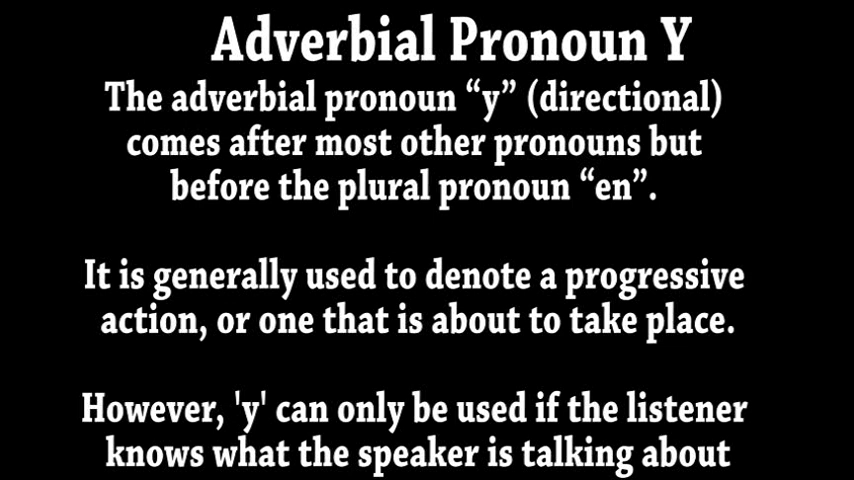 Adverbial Pronoun Y
The adverbial pronoun “y” (directional)
comes after most other pronouns but
before the plural pronoun “en”.
It is generally used to denote a progressive
action, or one that is about to take place.
However, 'y' can only be used if the listener
knows what the speaker is talking about